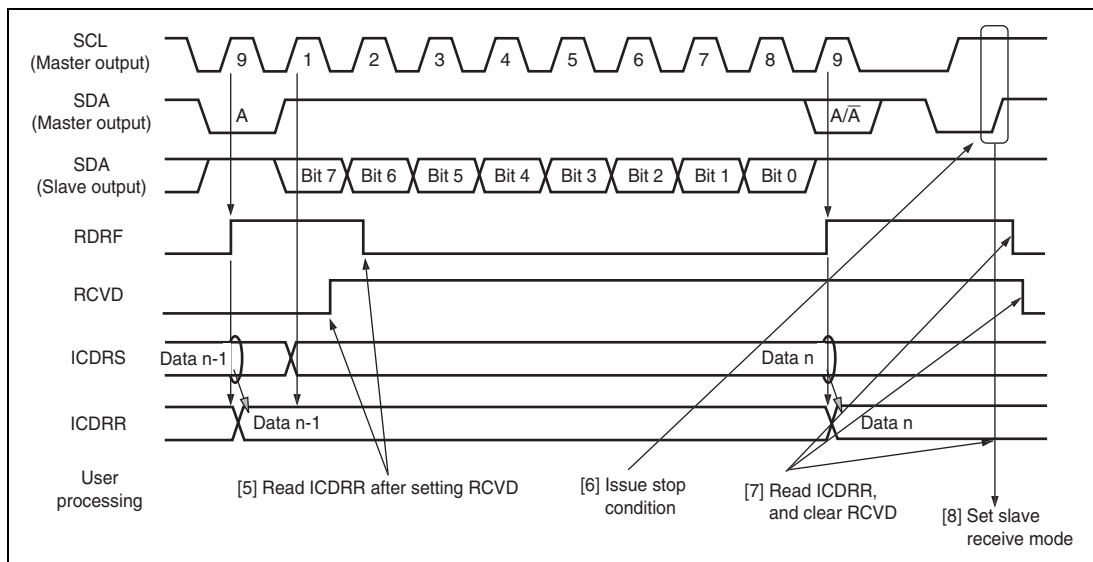 SCL
(Master output)
9 1 2 3 4 5 6 7 8 9
SDA
(Master output)
A A/A̅
SDA
(Slave output)
Bit 7 Bit 6 Bit 5 Bit 4 Bit 3 Bit 2 Bit 1 Bit 0
RDRF
RCVD
ICDRS
Data n-1 Data n
ICDRR
Data n-1 Data n
User
processing
[5] Read ICDRR after setting RCVD
[6] Issue stop
condition
[7] Read ICDRR,
and clear RCVD
[8] Set slave
receive mode